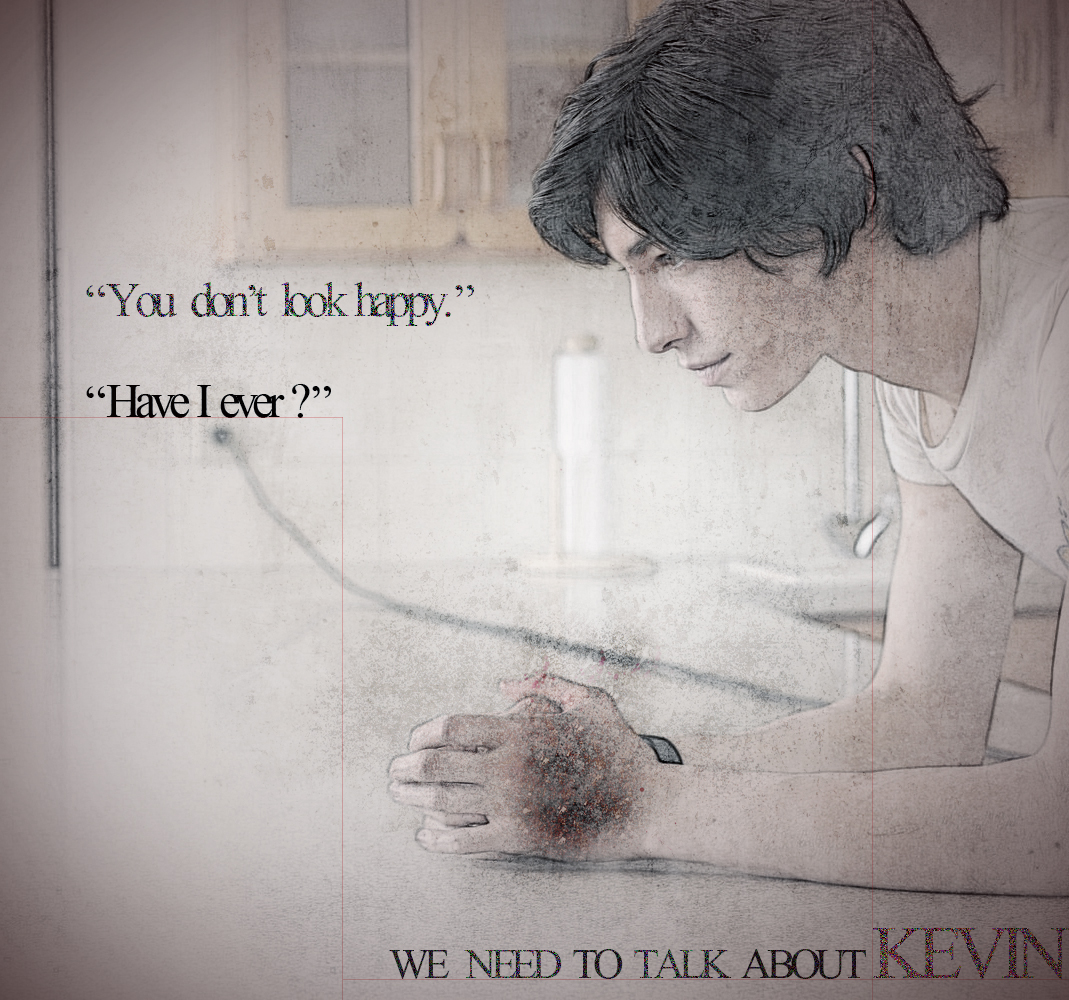 “You don’t look happy.”
“Have I ever ?”
WE NEED TO TALK ABOUT KEVIN